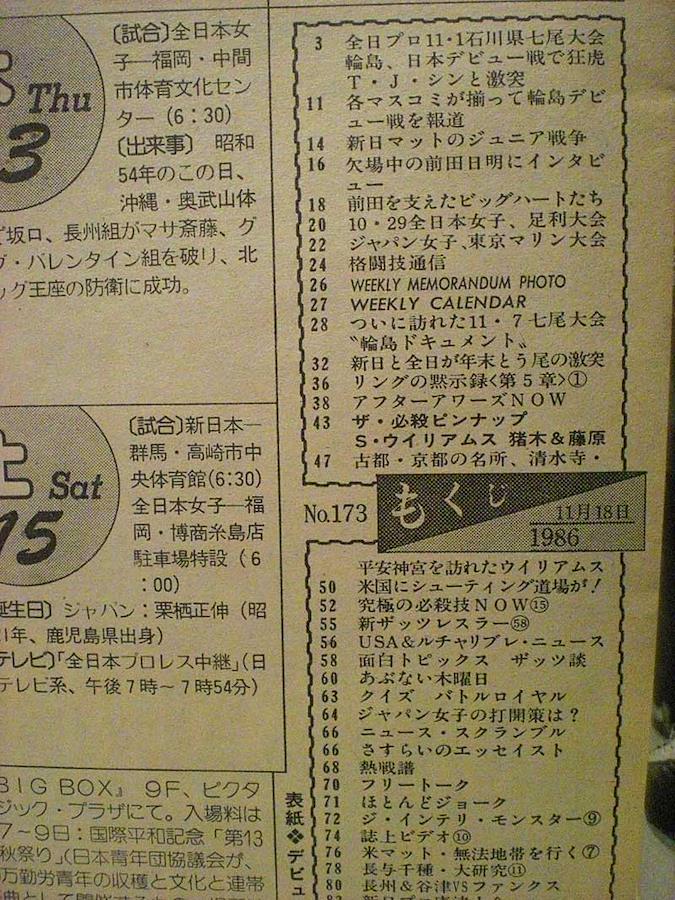 Thu
3
〔試合〕全日本女
子―福岡・中間
市体育文化セン
ター(6:30)
〔出来事〕 昭和
54年のこの日、
沖縄・奥武山体
坂口、長州組がマサ斎藤、グ
・バレンタイン組を破り、北
ッグ王座の防衛に成功。
土
Sat
15
〔試合〕新日本―
群馬・高崎市中
央体育館(6:30)
全日本女子―福
岡・博商糸島店
駐車場特設(6
:00)
誕生日〕ジャパン:栗栖正伸(昭
1年、鹿児島県出身)
テレビ〕「全日本プロレス中継」(日
テレビ系、午後7時~7時54分)
BIG BOX』 9F、ビクタ
ジック・プラザにて。入場料は
7~9日:国際平和記念「第13
秋祭り」(日本青年団協議会が、
万勤労青年の収穫と文化と連帯
3 全日プロ11・1石川県七尾大会
輪島、日本デビュー戦で狂虎
T・J・シンと激突
11 各マスコミが揃って輪島デビ
ュー戦を報道
14 新日マットのジュニア戦争
16 欠場中の前田日明にインタビ
ュー
18 前田を支えたビッグハートたち
20 10・29全日本女子、足利大会
22 ジャパン女子、東京マリン大会
24 格闘技通信
26 WEEKLY MEMORANDUM PHOTO
27 WEEKLY CALENDAR
28 ついに訪れた11・7七尾大会
〝輪島ドキュメント〟
32 新日と全日が年末とう尾の激突
36 リングの黙示録〈第5章〉①
38 アフターアワーズNOW
43 ザ・必殺ピンナップ
S・ウイリアムス 猪木&藤原
47 古都・京都の名所、清水寺・
No.173 もくじ 11月18日
1986
平安神宮を訪れたウイリアムス
50 米国にシューティング道場が!
52 究極の必殺技NOW⑮
55 新ザッツレスラー㊽
56 USA&ルチャリブレ・ニュース
58 面白トピックス ザッツ談
60 あぶない木曜日
63 クイズ バトルロイヤル
64 ジャパン女子の打開策は?
66 ニュース・スクランブル
66 さすらいのエッセイスト
68 熱戦譜
70 フリートーク
71 ほとんどジョーク
72 ジ・インテリ・モンスター⑨
74 誌上ビデオ⑩
76 米マット・無法地帯を行く⑦
78 長与千種・大研究⑪
80 長州&谷津VSファンクス
表紙❖デビュ